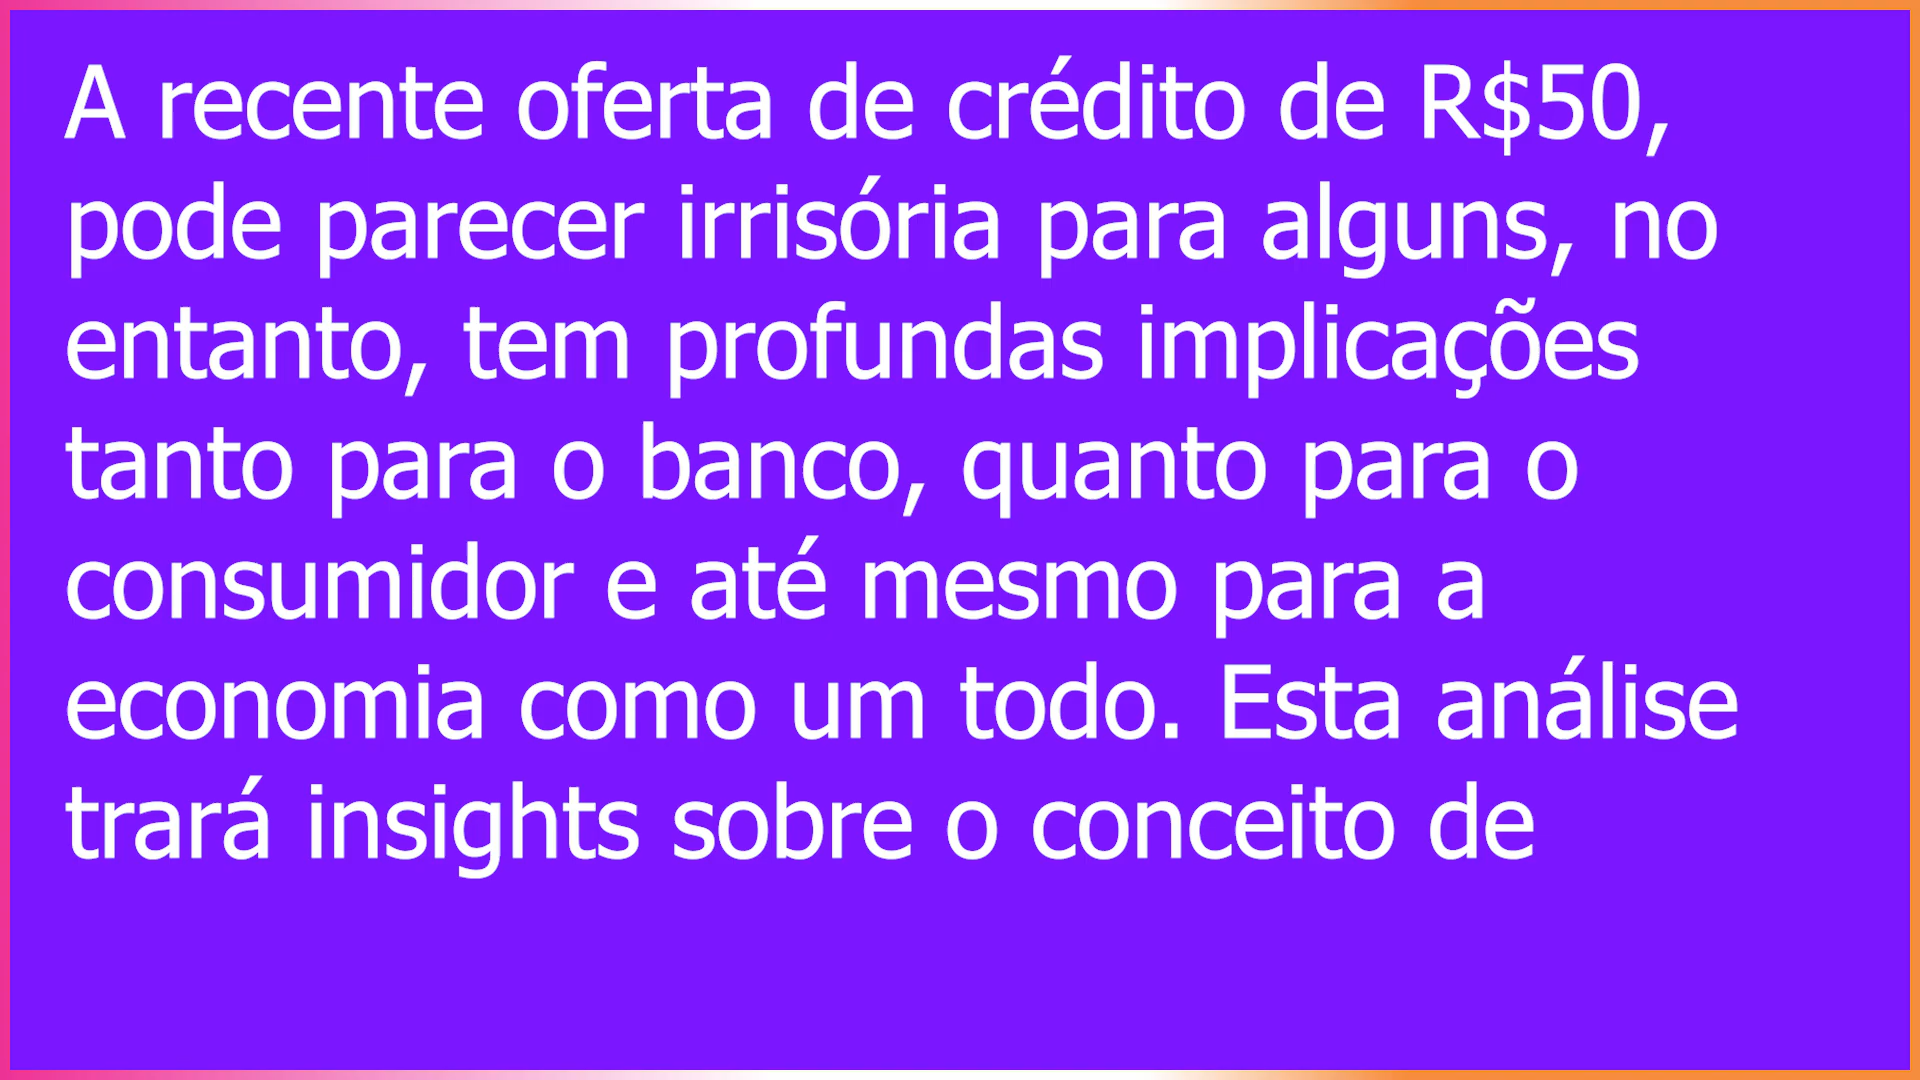 A recente oferta de crédito de R$50,
pode parecer irrisória para alguns, no
entanto, tem profundas implicações
tanto para o banco, quanto para o
consumidor e até mesmo para a
economia como um todo. Esta análise
trará insights sobre o conceito de